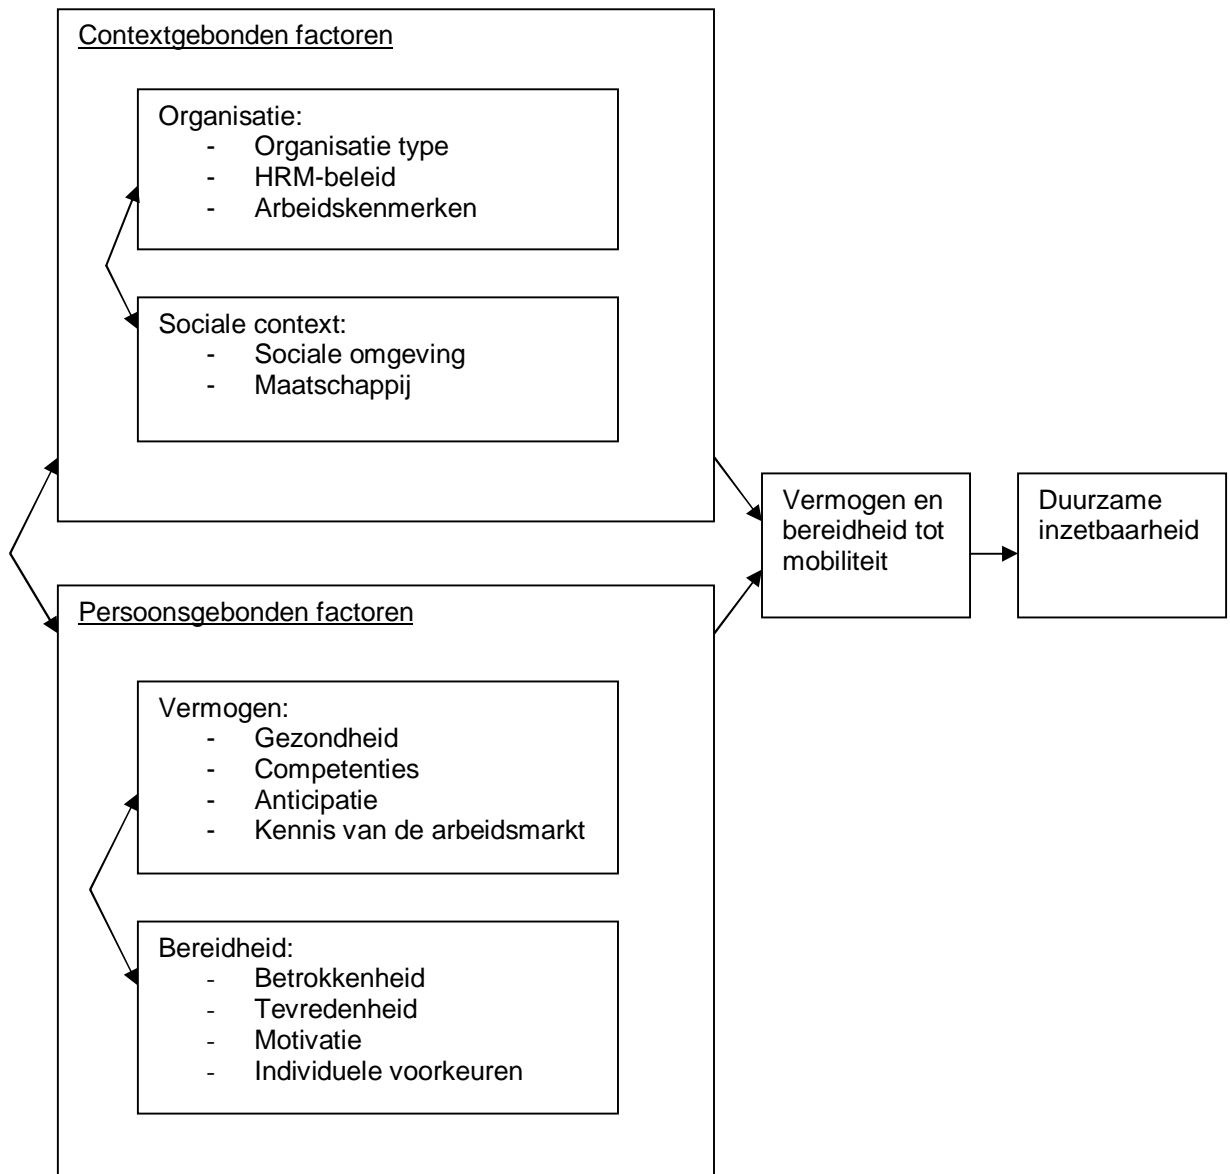 Contextgebonden factoren
Organisatie:
- Organisatie type
- HRM-beleid
- Arbeidskenmerken
Sociale context:
- Sociale omgeving
- Maatschappij
Vermogen en
bereidheid tot
mobiliteit
Duurzame
inzetbaarheid
Persoonsgebonden factoren
Vermogen:
- Gezondheid
- Competenties
- Anticipatie
- Kennis van de arbeidsmarkt
Bereidheid:
- Betrokkenheid
- Tevredenheid
- Motivatie
- Individuele voorkeuren